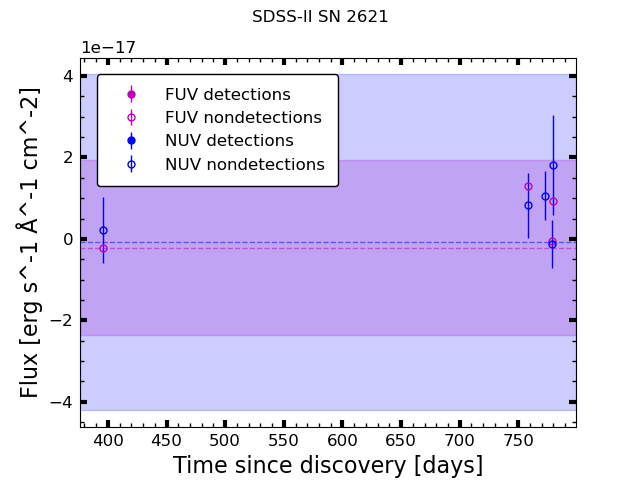 SDSS-II SN 2621
1e−17
FUV detections
FUV nondetections
NUV detections
NUV nondetections
4
2
0
−2
−4
Flux [erg s^-1 Å^-1 cm^-2]
400 450 500 550 600 650 700 750
Time since discovery [days]